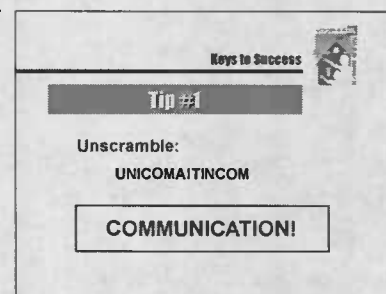 Keys to Success
Tip #1
Unscramble:
UNICOMAITINCOM
COMMUNICATION!